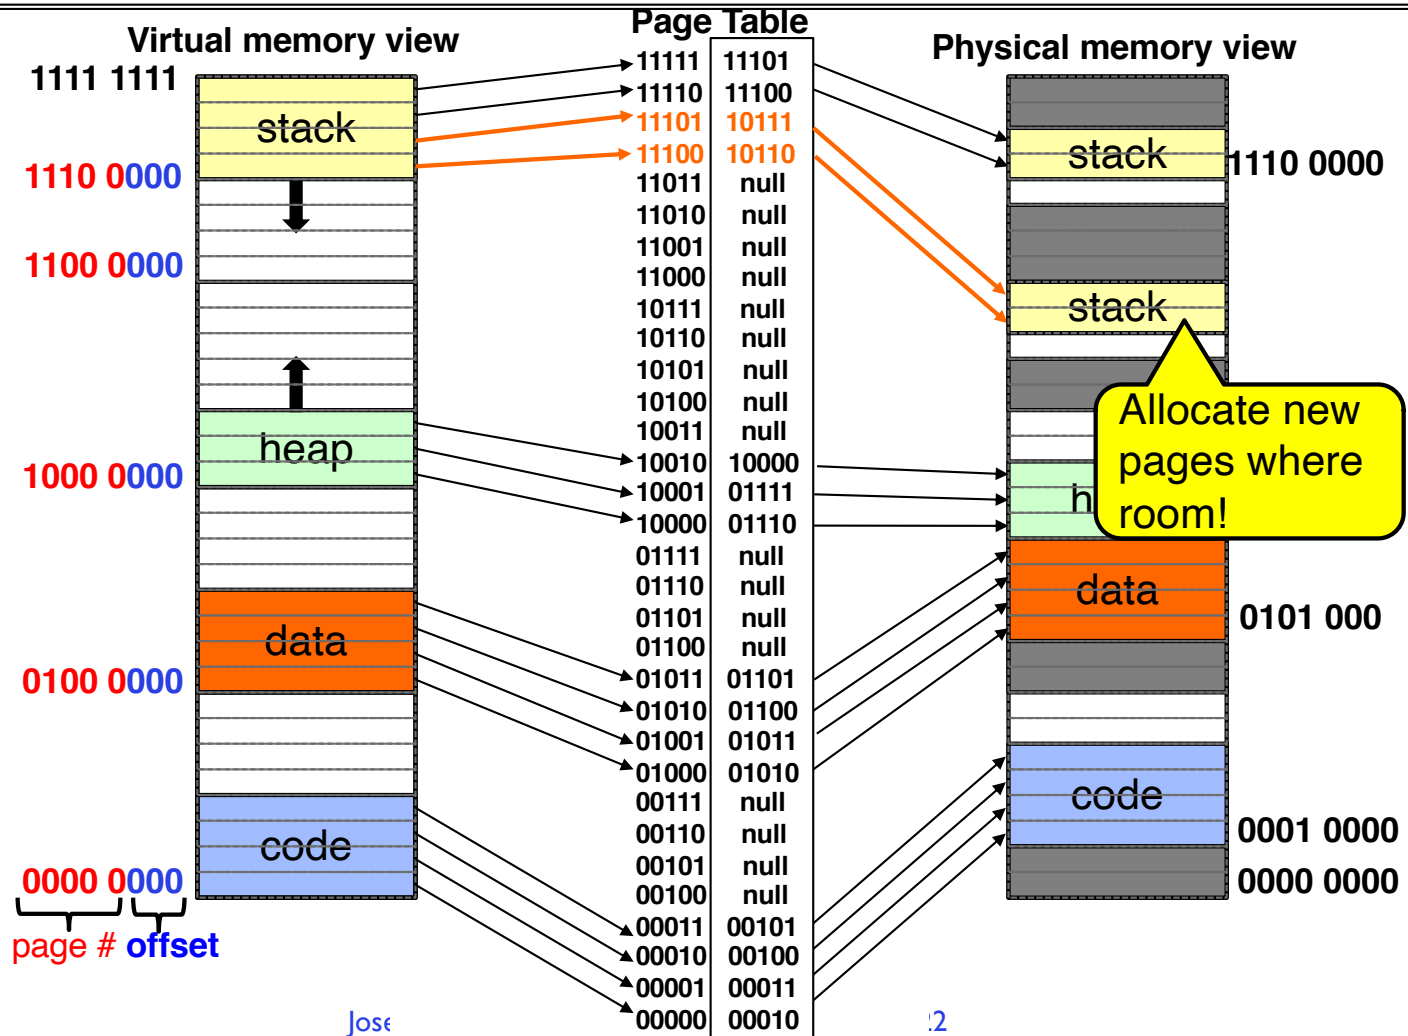 Page Table
Virtual memory view
Physical memory view
1111 1111
stack
1110 0000
1100 0000
heap
1000 0000
data
0100 0000
code
0000 0000
page # offset
11111 11101
11110 11100
11101 10111
11100 10110
11011 null
11010 null
11001 null
11000 null
10111 null
10110 null
10101 null
10100 null
10011 null
10010 10000
10001 01111
10000 01110
01111 null
01110 null
01101 null
01100 null
01011 01101
01010 01100
01001 01011
01000 01010
00111 null
00110 null
00101 null
00100 null
00011 00101
00010 00100
00001 00011
00000 00010
stack
1110 0000
stack
Allocate new
pages where
room!
h
data
0101 000
code
0001 0000
0000 0000